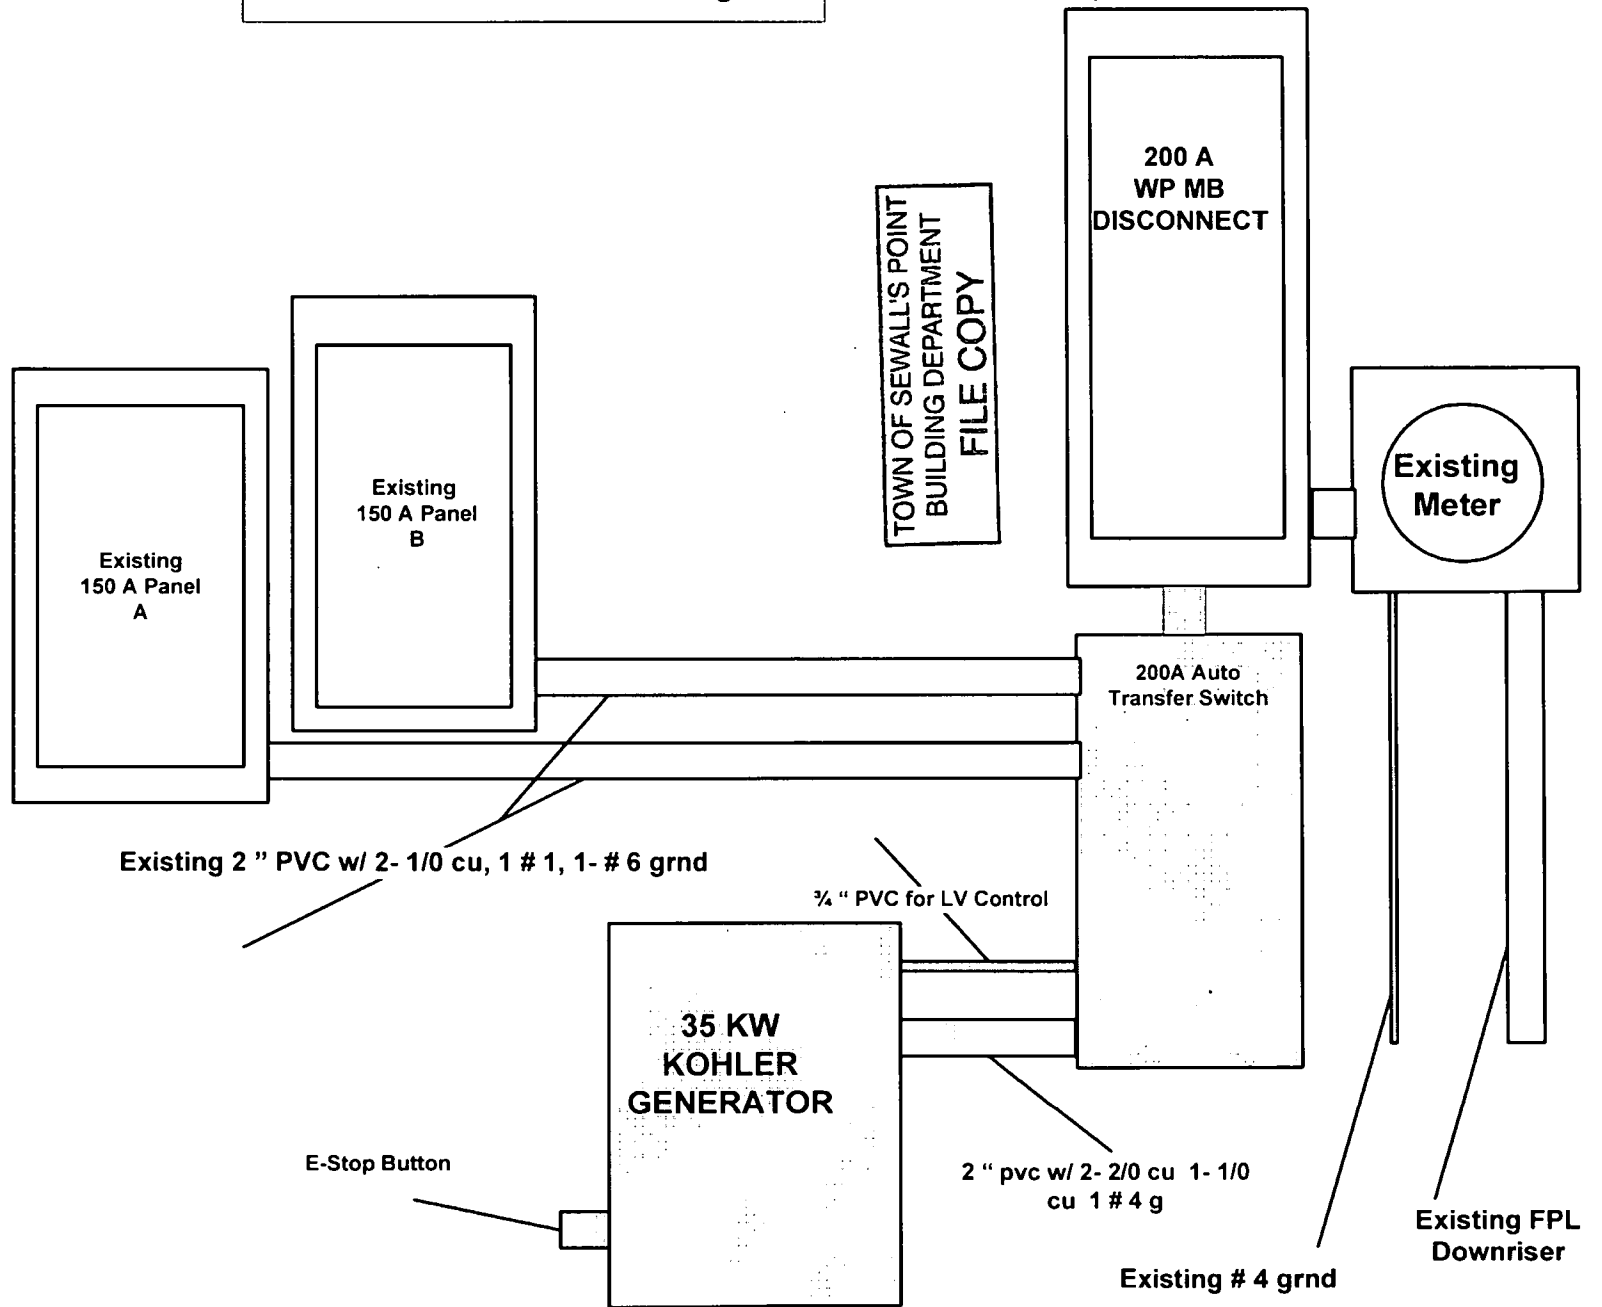 200 A
WP MB
DISCONNECT
TOWN OF SEWALL'S POINT
BUILDING DEPARTMENT
FILE COPY
Existing
Meter
Existing
150 A Panel
B
Existing
150 A Panel
A
200A Auto
Transfer Switch
Existing 2 " PVC w/ 2- 1/0 cu, 1 # 1, 1- # 6 grnd
¾ “ PVC for LV Control
35 KW
KOHLER
GENERATOR
E-Stop Button
2 “ pvc w/ 2- 2/0 cu 1- 1/0
cu 1 # 4 g
Existing FPL
Downriser
Existing # 4 grnd